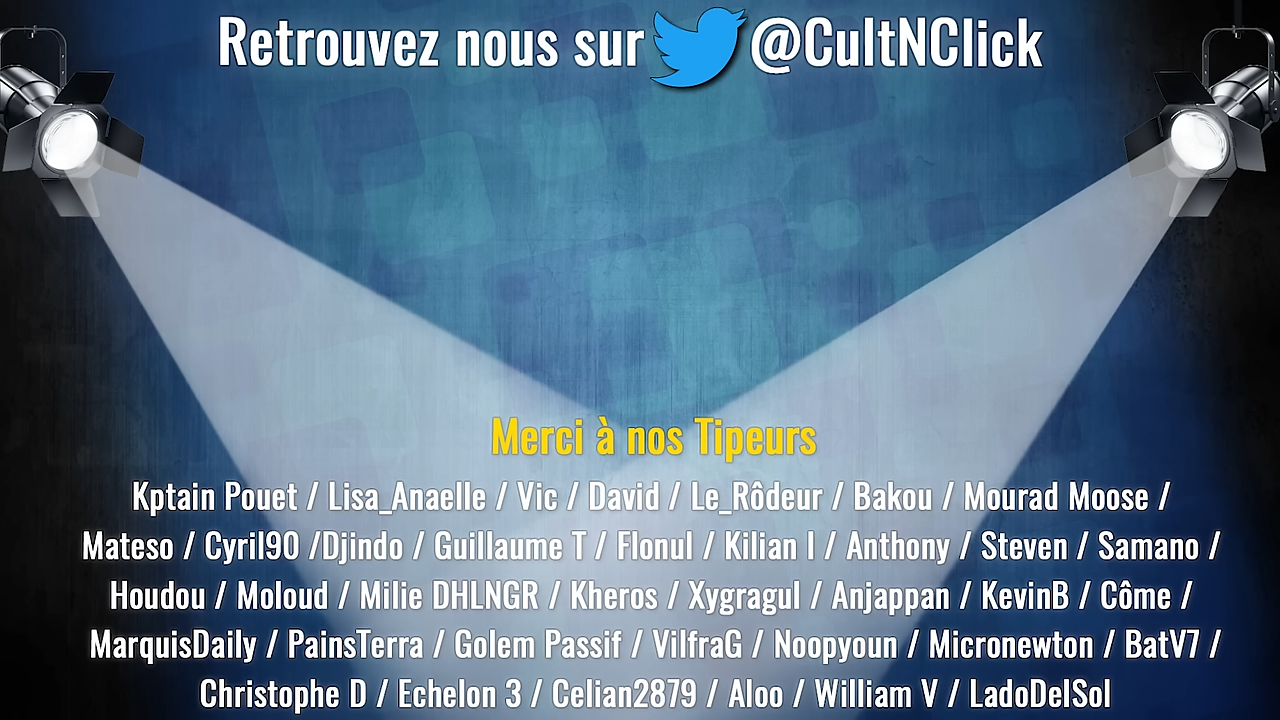 Retrouvez nous sur @CultNClick
Merci à nos Tipeurs
Kptain Pouet / Lisa_Anaelle / Vic / David / Le_Rôdeur / Bakou / Mourad Moose /
Mateso / Cyril90 /Djindo / Guillaume T / Flonul / Kilian I / Anthony / Steven / Samano /
Houdou / Moloud / Milie DHLNGR / Kheros / Xygragul / Anjappan / KevinB / Côme /
MarquisDaily / PainsTerra / Golem Passif / VilfraG / Noopyoun / Micronewton / BatV7 /
Christophe D / Echelon 3 / Celian2879 / Aloo / William V / LadoDelSol